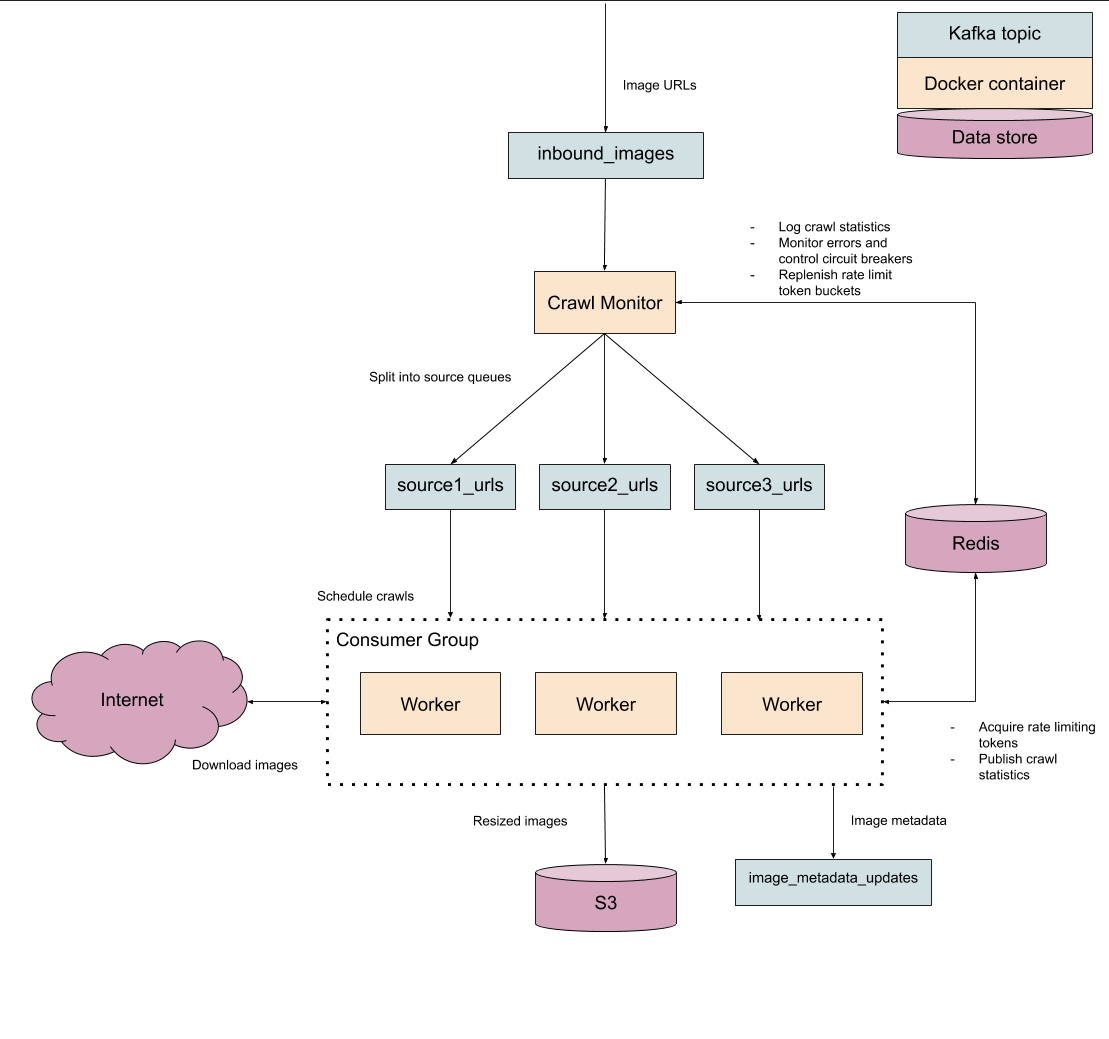 Kafka topic
Docker container
Data store
Image URLs
inbound_images
- Log crawl statistics
- Monitor errors and
control circuit breakers
- Replenish rate limit
token buckets
Crawl Monitor
Split into source queues
source1_urls
source2_urls
source3_urls
Redis
Schedule crawls
Consumer Group
Internet
Worker
Worker
Worker
- Acquire rate limiting
tokens
- Publish crawl
statistics
Download images
Resized images
Image metadata
image_metadata_updates
S3